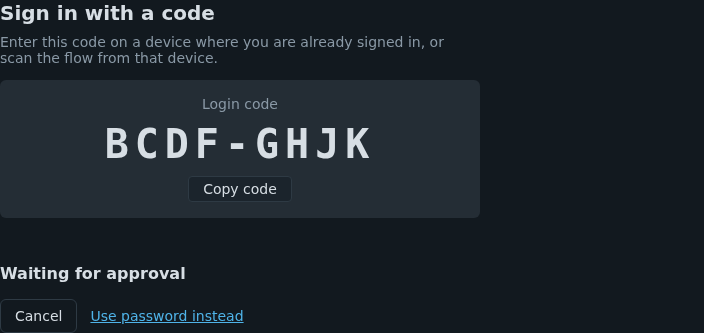 Sign in with a code
Enter this code on a device where you are already signed in, or
scan the flow from that device.
Login code
BCDF-GHJK
Copy code
Waiting for approval
Cancel
Use password instead